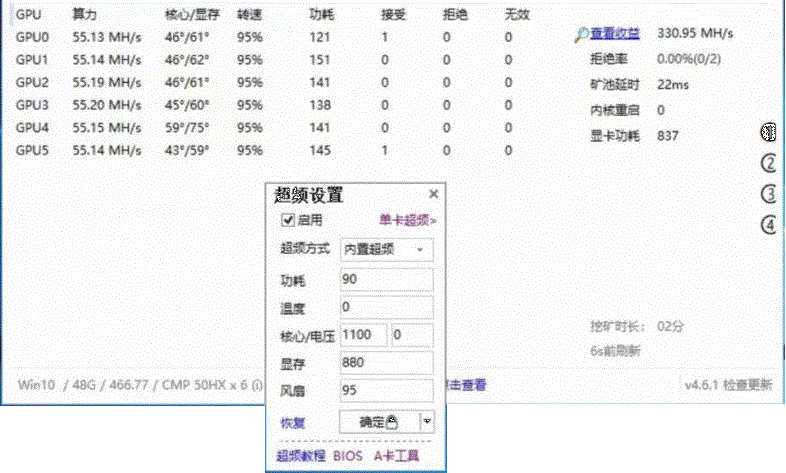 GPU 算力 核心/显存 转速 功耗 接受 拒绝 无效
GPU0 55.13 MH/s 46°/61° 95% 121 1 0 0
GPU1 55.14 MH/s 46°/62° 95% 151 0 0 0
GPU2 55.19 MH/s 46°/61° 95% 141 0 0 0
GPU3 55.20 MH/s 45°/60° 95% 138 0 0 0
GPU4 55.15 MH/s 59°/75° 95% 141 0 0 0
GPU5 55.14 MH/s 43°/59° 95% 145 1 0 0
查看收益 330.95 MH/s
拒绝率 0.00%(0/2)
矿池延时 22ms
内核重启 0
显卡功耗 837
①
②
③
④
超频设置 ×
启用 单卡超频>
超频方式 内置超频
功耗 90
温度 0
核心/电压 1100 0
显存 880
风扇 95
恢复 确定
超频教程 BIOS A卡工具
挖矿时长: 02分
6s前刷新
Win10 / 48G / 466.77 / CMP 50HX x 6 (i)
击查看
v4.6.1 检查更新